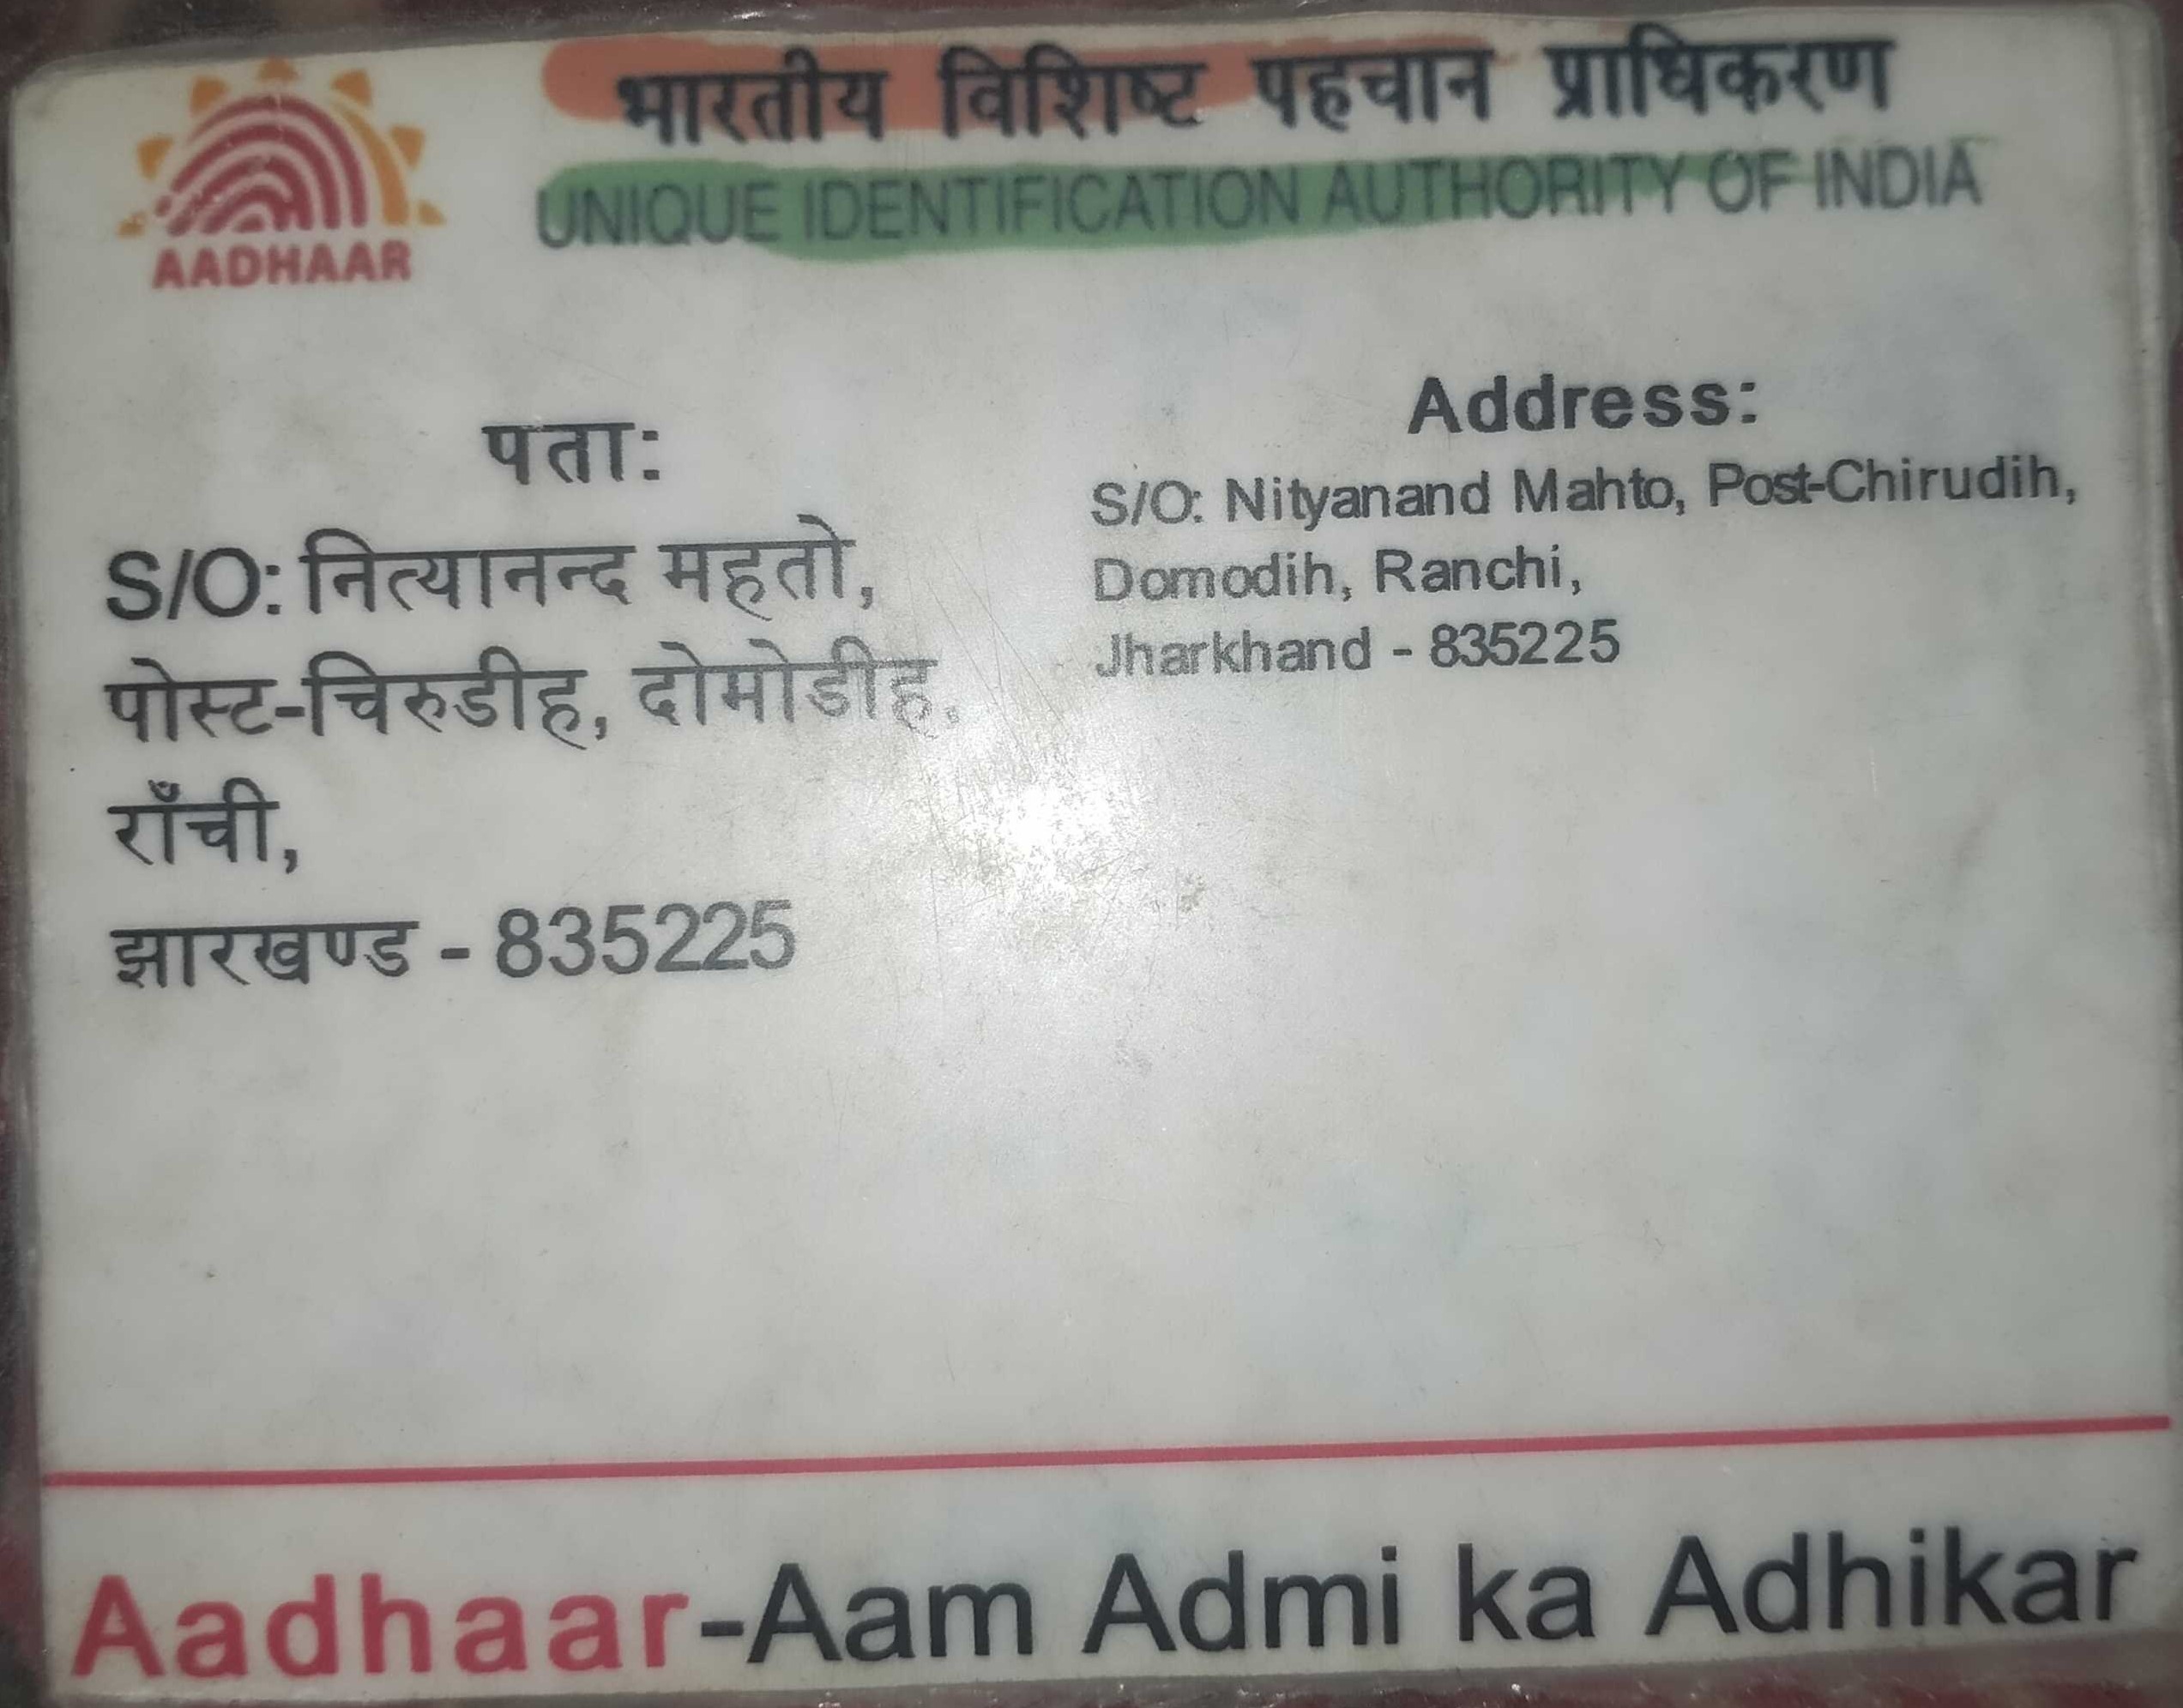 भारतीय विशिष्ट पहचान प्राधिकरण
UNIQUE IDENTIFICATION AUTHORITY OF INDIA
AADHAAR
पता:
S/O: नित्यानन्द महतो,
पोस्ट-चिरुडीह, दोमोडीह,
राँची,
झारखण्ड - 835225
Address:
S/O: Nityanand Mahto, Post-Chirudih,
Domodih, Ranchi,
Jharkhand - 835225
Aadhaar-Aam Admi ka Adhikar